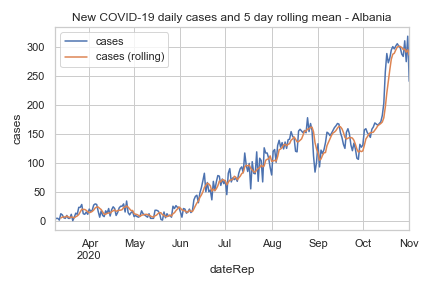 New COVID-19 daily cases and 5 day rolling mean - Albania
cases
cases (rolling)
300
250
200
150
100
50
0
cases
Apr
2020
May
Jun
Jul
Aug
Sep
Oct
Nov
dateRep